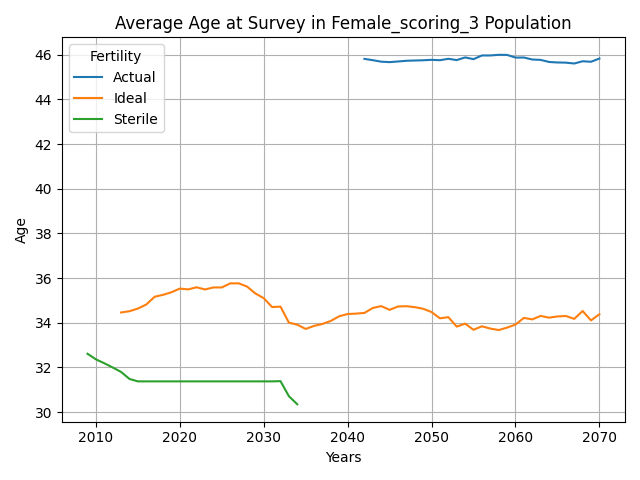 Average Age at Survey in Female_scoring_3 Population
Fertility
Actual
Ideal
Sterile
Age
46
44
42
40
38
36
34
32
30
2010 2020 2030 2040 2050 2060 2070
Years